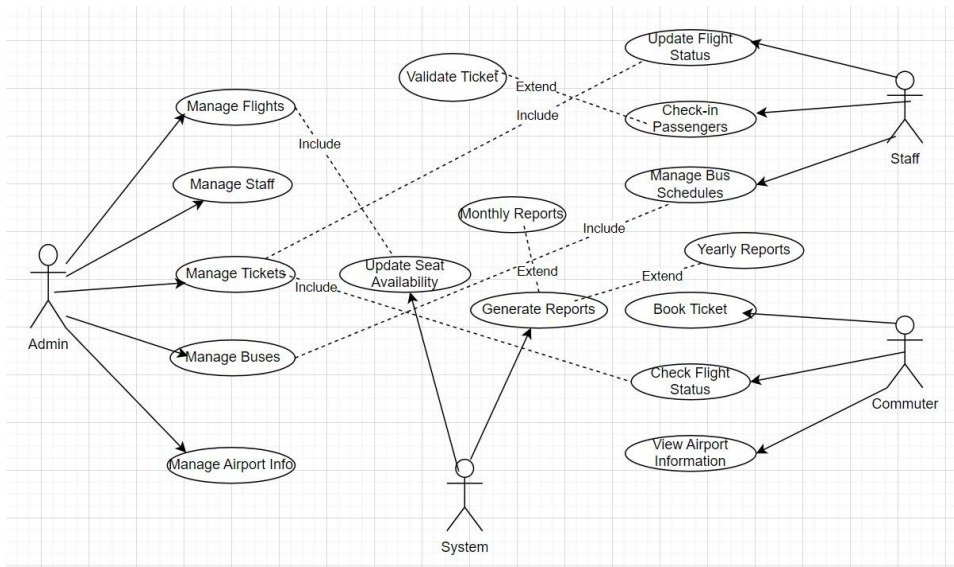 Update Flight
Status
Validate Ticket
Extend
Manage Flights
Include
Check-in
Passengers
Include
Staff
Manage Staff
Manage Bus
Schedules
Monthly Reports
Include
Yearly Reports
Manage Tickets
Include
Update Seat
Availability
Extend
Extend
Generate Reports
Book Ticket
Admin
Manage Buses
Check Flight
Status
Commuter
Manage Airport Info
View Airport
Information
System